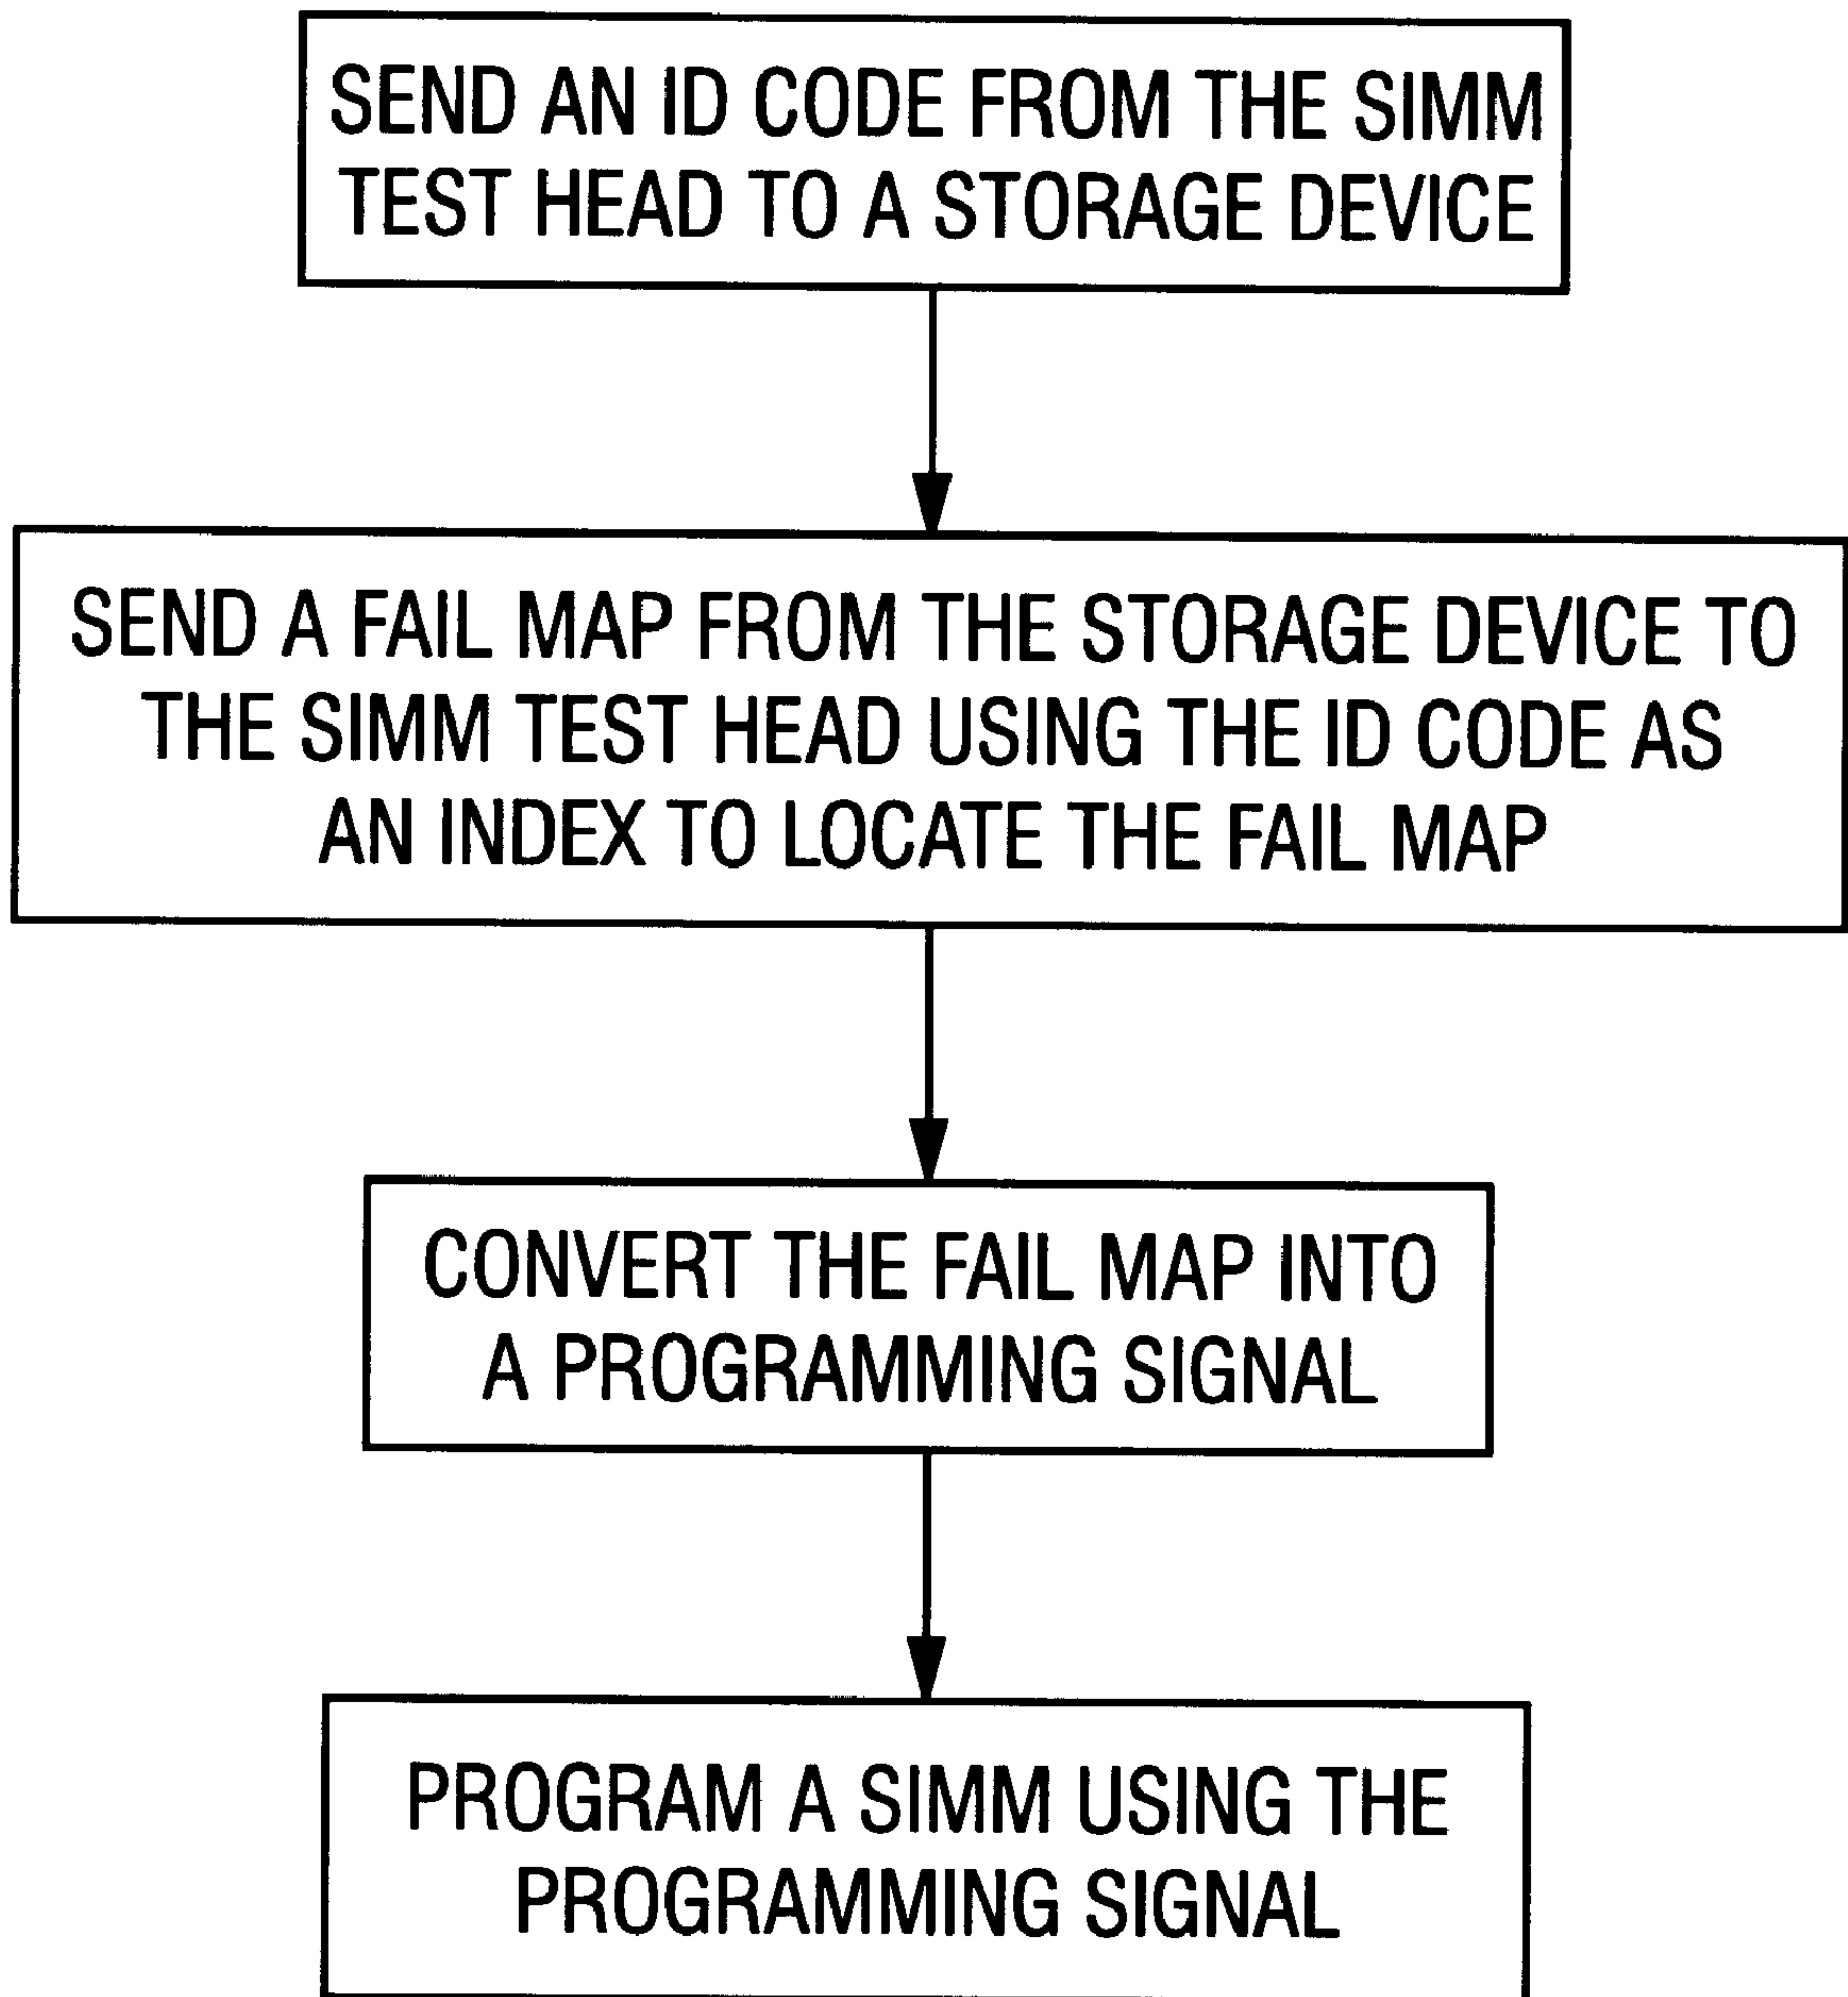 SEND AN ID CODE FROM THE SIMM
TEST HEAD TO A STORAGE DEVICE
SEND A FAIL MAP FROM THE STORAGE DEVICE TO
THE SIMM TEST HEAD USING THE ID CODE AS
AN INDEX TO LOCATE THE FAIL MAP
CONVERT THE FAIL MAP INTO
A PROGRAMMING SIGNAL
PROGRAM A SIMM USING THE
PROGRAMMING SIGNAL